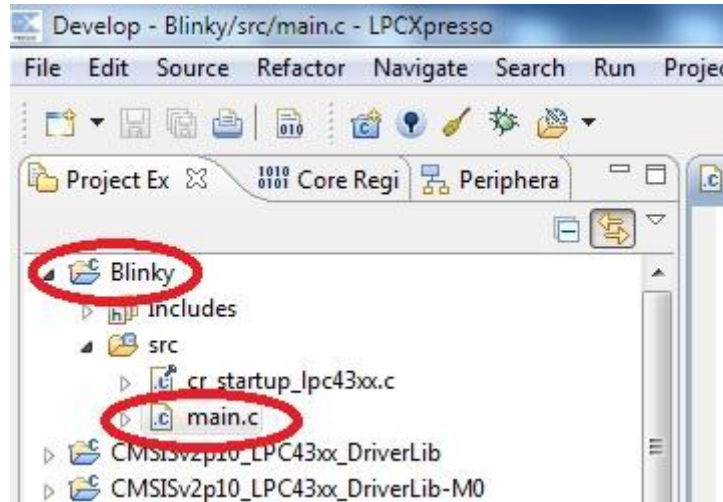 Develop - Blinky/src/main.c - LPCXpresso
File Edit Source Refactor Navigate Search Run Projec
Project Ex Core Regi Periphera
Blinky
Includes
src
cr_startup_lpc43xx.c
main.c
CMSISv2p10_LPC43xx_DriverLib
CMSISv2p10_LPC43xx_DriverLib-M0